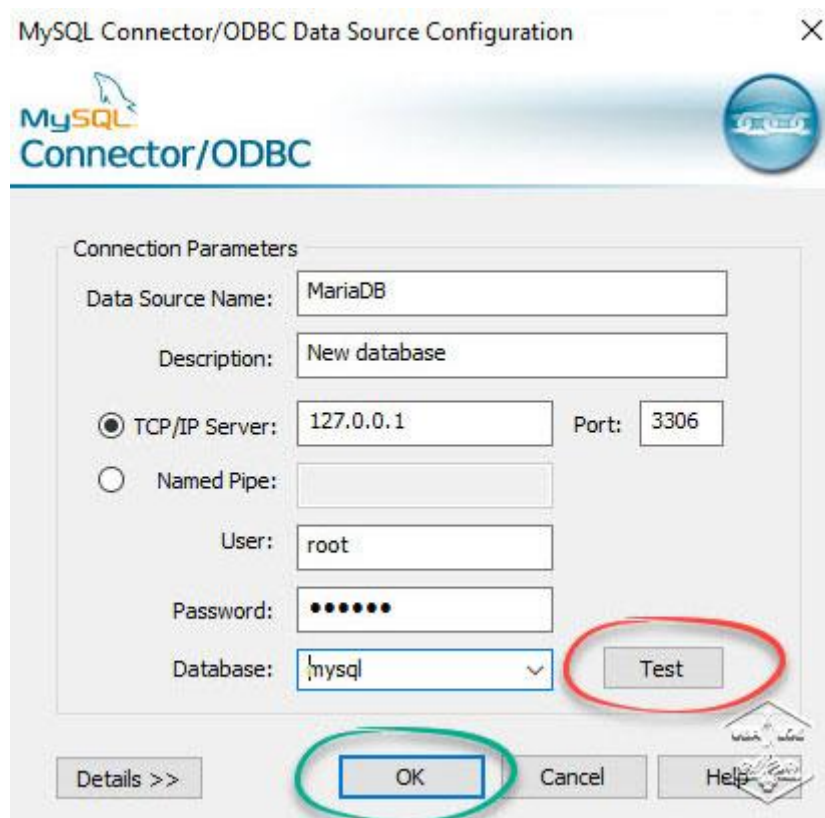 MySQL Connector/ODBC Data Source Configuration
MySQL
Connector/ODBC
Connection Parameters
Data Source Name: MariaDB
Description: New database
TCP/IP Server: 127.0.0.1 Port: 3306
Named Pipe:
User: root
Password: ••••••
Database: mysql Test
Details >> OK Cancel Help